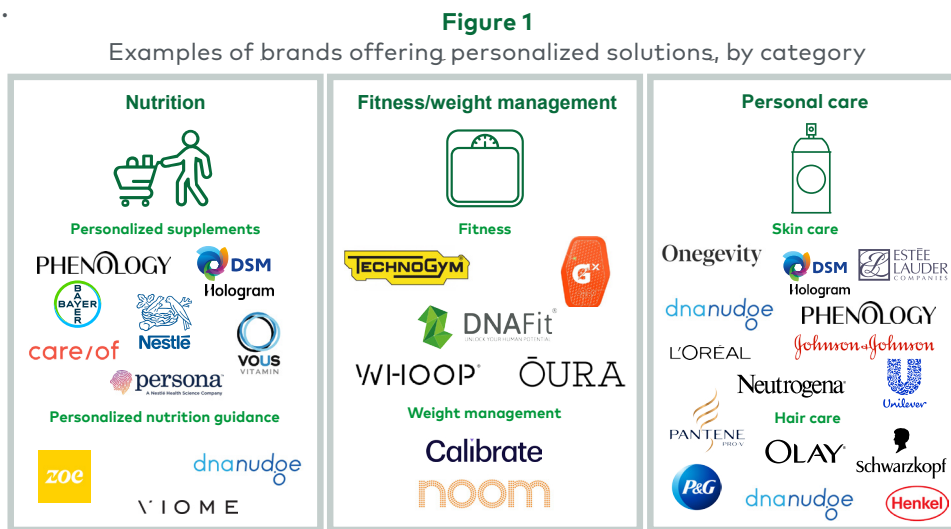 Figure 1
Examples of brands offering personalized solutions, by category
Nutrition
Personalized supplements
PHENOLOGY
DSM
Hologram
BAYER
BAYER
Nestlé
care/of
VOUS
VITAMIN
persona™
A Nestlé Health Science Company
Personalized nutrition guidance
zoe
dnanudge
VIOME
Fitness/weight management
Fitness
TECHNOGYM
Gx
DNAFit®
UNLOCK YOUR HUMAN POTENTIAL
WHOOP®
ŌURA
Weight management
Calibrate
noom
Personal care
Skin care
Onegevity
DSM
Hologram
ESTĒE
LAUDER
COMPANIES
dnanudge
PHENOLOGY
L'ORÉAL
Johnson & Johnson
Neutrogena®
Unilever
Hair care
PANTENE
PRO-V
OLAY®
Schwarzkopf
P&G
dnanudge
Henkel